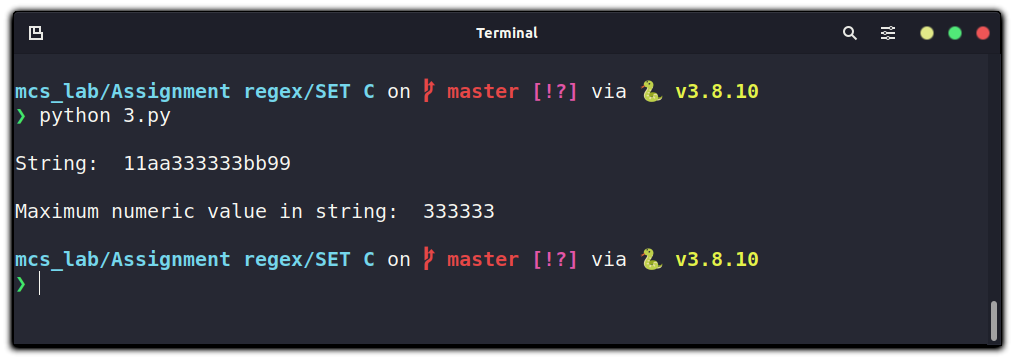 Terminal
mcs_lab/Assignment regex/SET C on master [!?] via 🐍 v3.8.10
❯ python 3.py
String:  11aa333333bb99
Maximum numeric value in string:  333333
mcs_lab/Assignment regex/SET C on master [!?] via 🐍 v3.8.10
❯